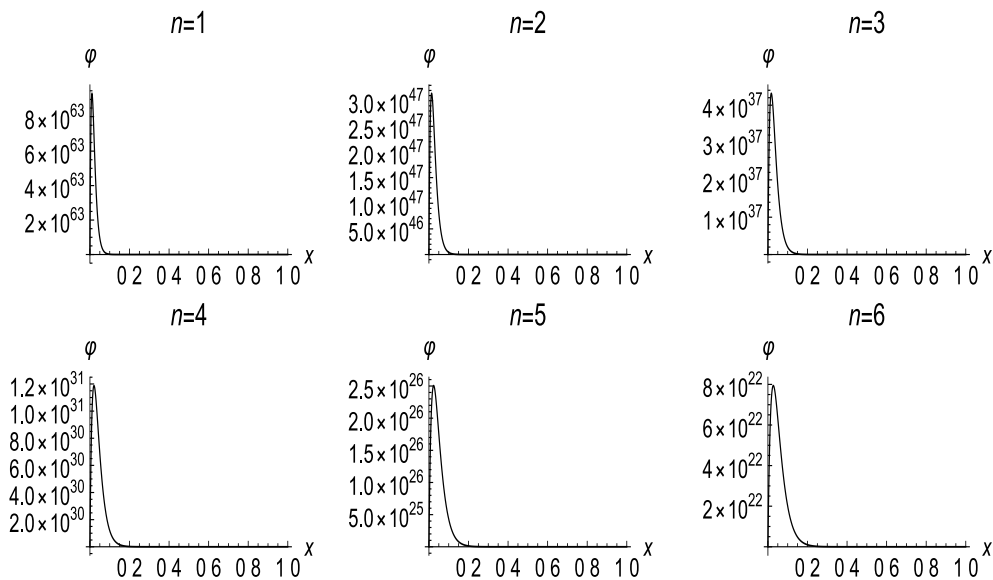 n=1
φ
8×10^63
6×10^63
4×10^63
2×10^63
0 2 0 4 0 6 0 8 1 0 x
n=2
φ
3.0×10^47
2.5×10^47
2.0×10^47
1.5×10^47
1.0×10^47
5.0×10^46
0 2 0 4 0 6 0 8 1 0 x
n=3
φ
4×10^37
3×10^37
2×10^37
1×10^37
0 2 0 4 0 6 0 8 1 0 x
n=4
φ
1.2×10^31
1.0×10^31
8.0×10^30
6.0×10^30
4.0×10^30
2.0×10^30
0 2 0 4 0 6 0 8 1 0 x
n=5
φ
2.5×10^26
2.0×10^26
1.5×10^26
1.0×10^26
5.0×10^25
0 2 0 4 0 6 0 8 1 0 x
n=6
φ
8×10^22
6×10^22
4×10^22
2×10^22
0 2 0 4 0 6 0 8 1 0 x